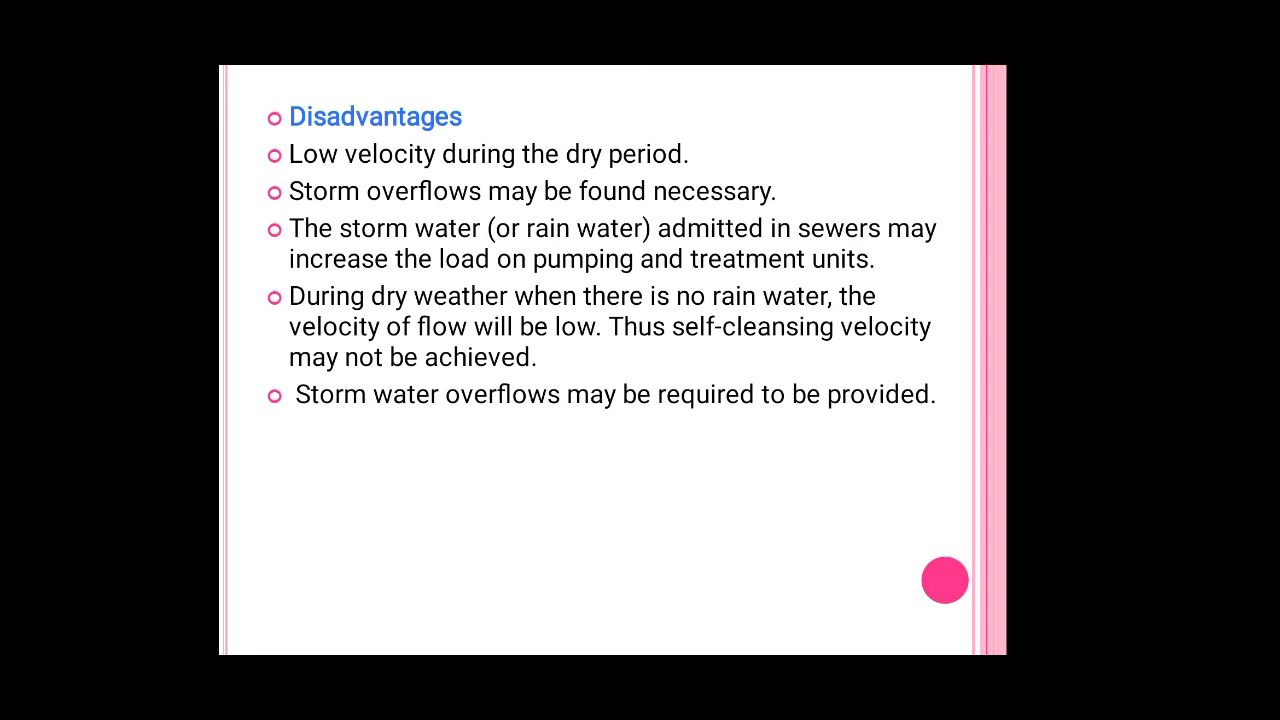 Disadvantages
Low velocity during the dry period.
Storm overflows may be found necessary.
The storm water (or rain water) admitted in sewers may
increase the load on pumping and treatment units.
During dry weather when there is no rain water, the
velocity of flow will be low. Thus self-cleansing velocity
may not be achieved.
Storm water overflows may be required to be provided.